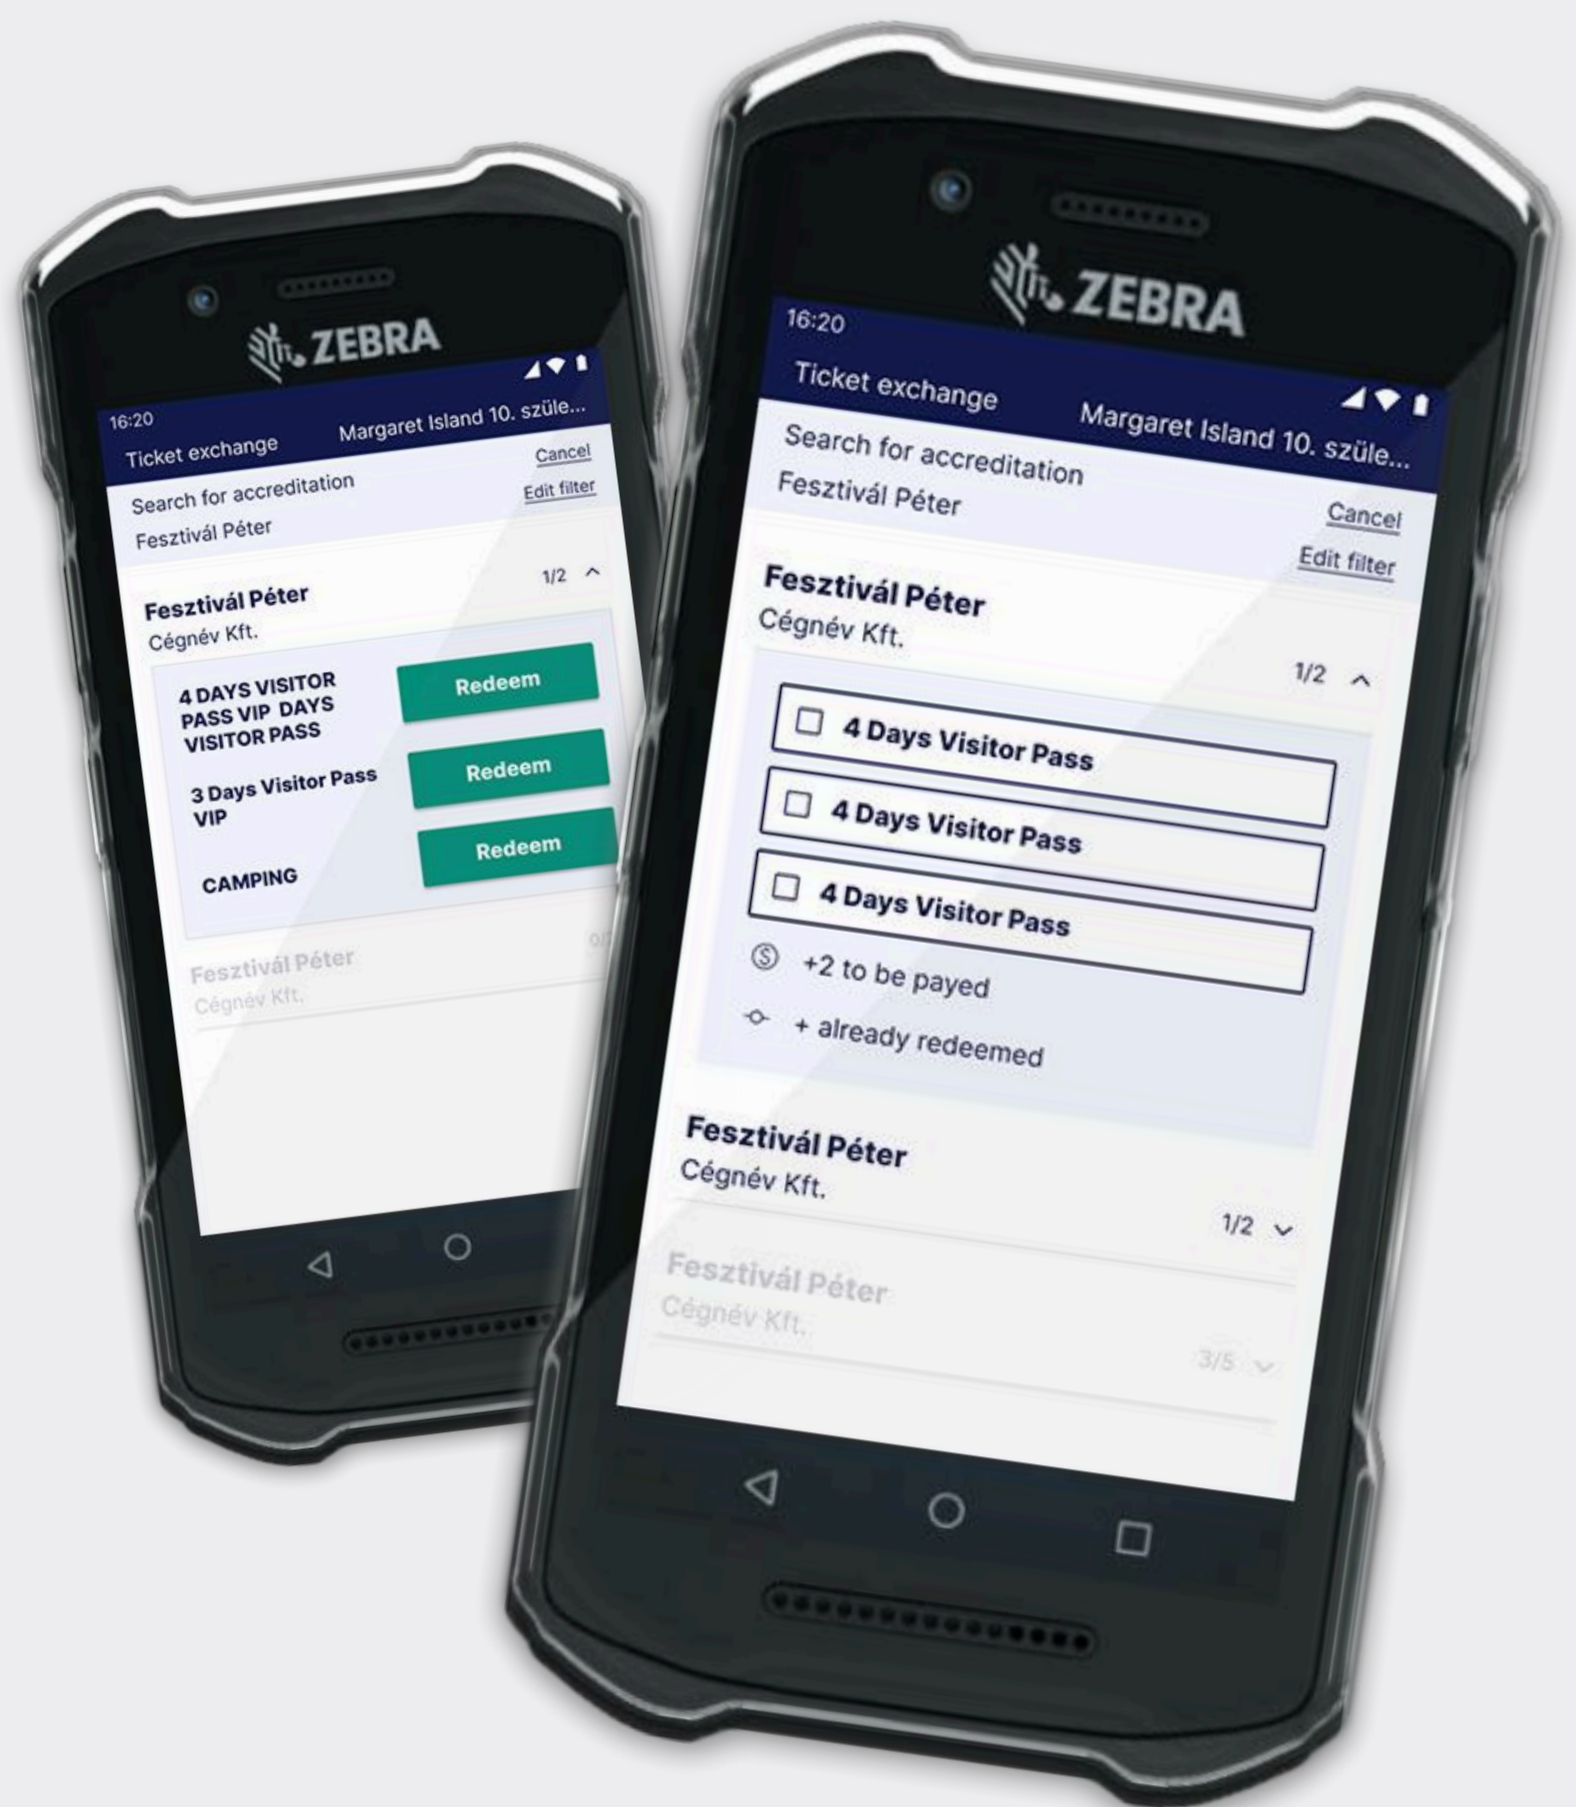 ZEBRA
16:20
Ticket exchange Margaret Island 10. szüle...
Search for accreditation Cancel
Fesztivál Péter Edit filter
Fesztivál Péter 1/2
Cégnév Kft.
4 DAYS VISITOR
PASS VIP DAYS
VISITOR PASS
Redeem
3 Days Visitor Pass
VIP
Redeem
CAMPING
Redeem
Fesztivál Péter
Cégnév Kft.
ZEBRA
16:20
Ticket exchange Margaret Island 10. szüle...
Search for accreditation Cancel
Fesztivál Péter Edit filter
Fesztivál Péter
Cégnév Kft. 1/2
4 Days Visitor Pass
4 Days Visitor Pass
4 Days Visitor Pass
+2 to be payed
+ already redeemed
Fesztivál Péter
Cégnév Kft. 1/2
Fesztivál Péter
Cégnév Kft. 3/5